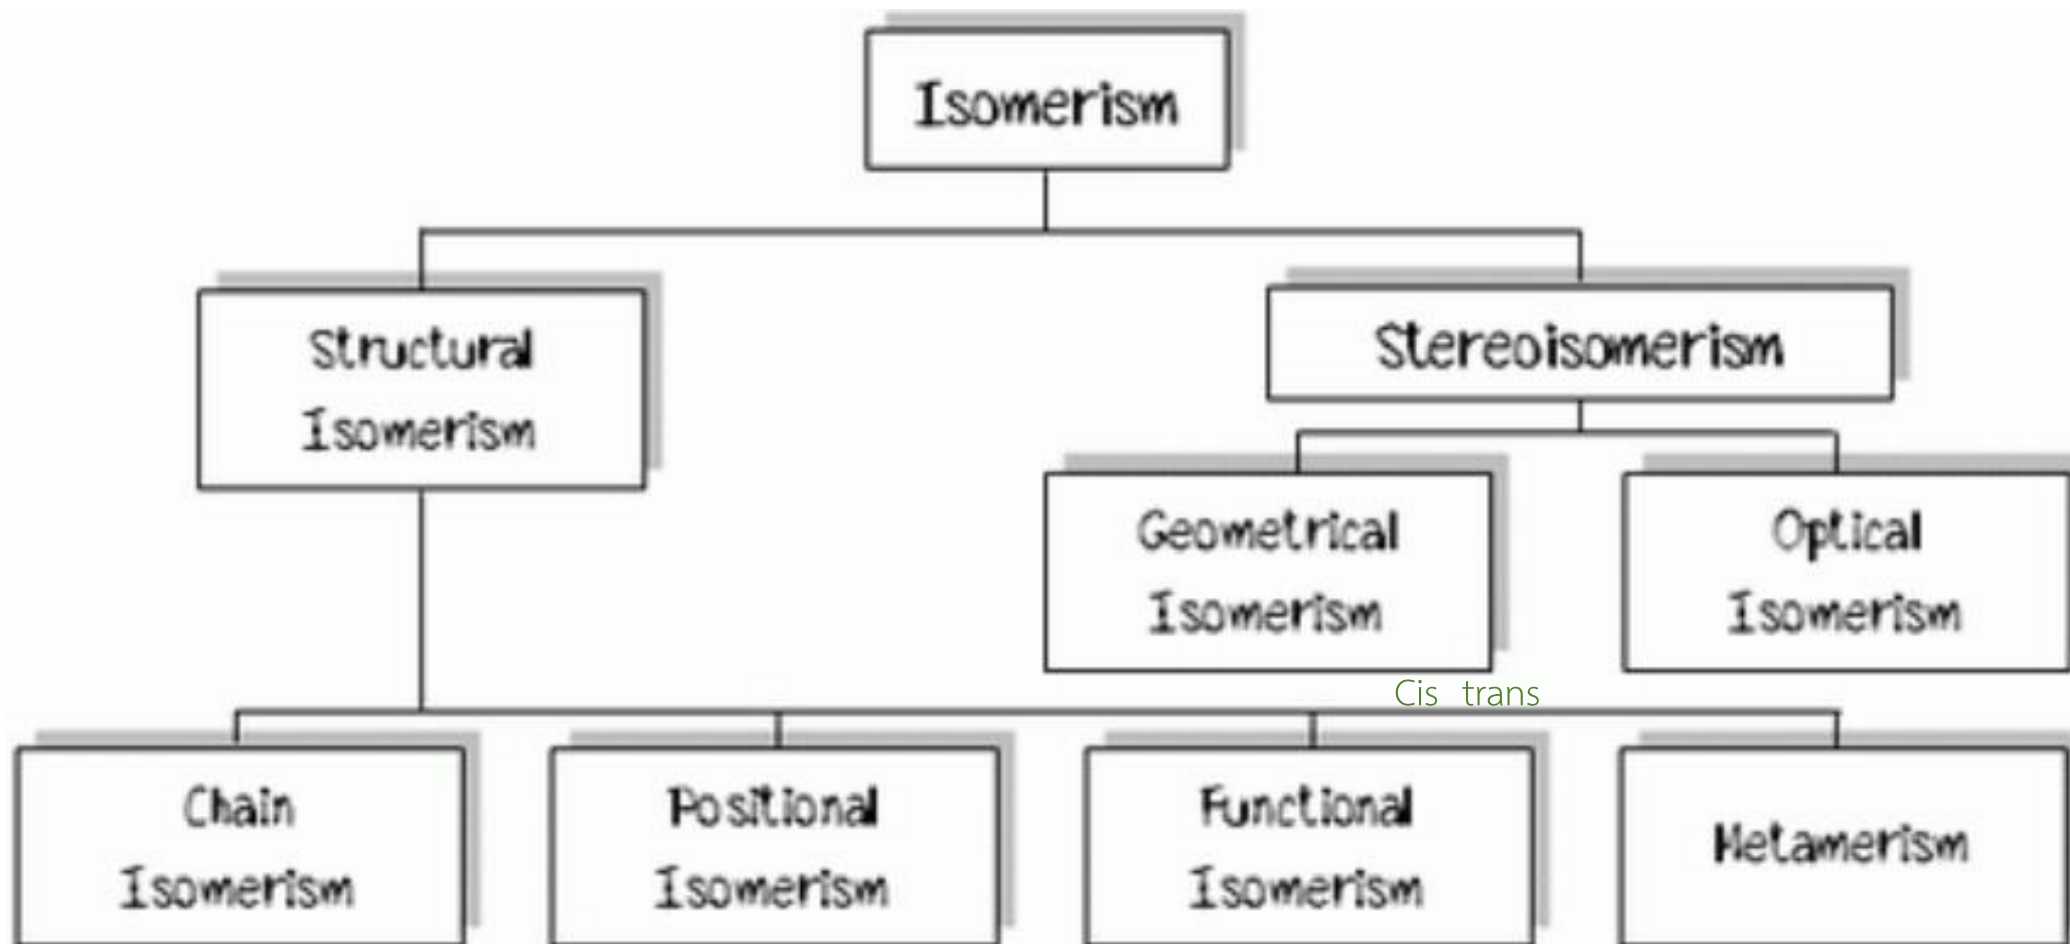 Isomerism
Structural
Isomerism
Stereoisomerism
Geometrical
Isomerism
Optical
Isomerism
Cis trans
Chain
Isomerism
Positional
Isomerism
Functional
Isomerism
Metamerism